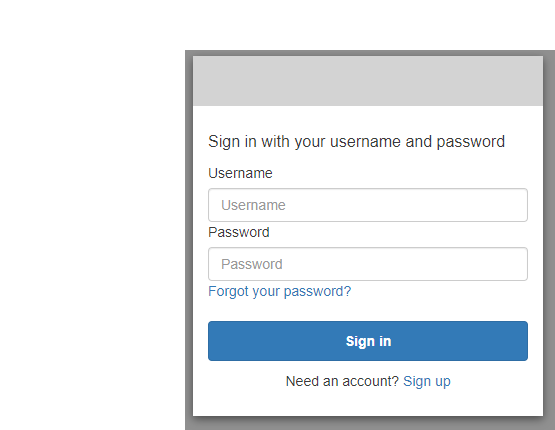 Sign in with your username and password
Username
Username
Password
Password
Forgot your password?
Sign in
Need an account? Sign up